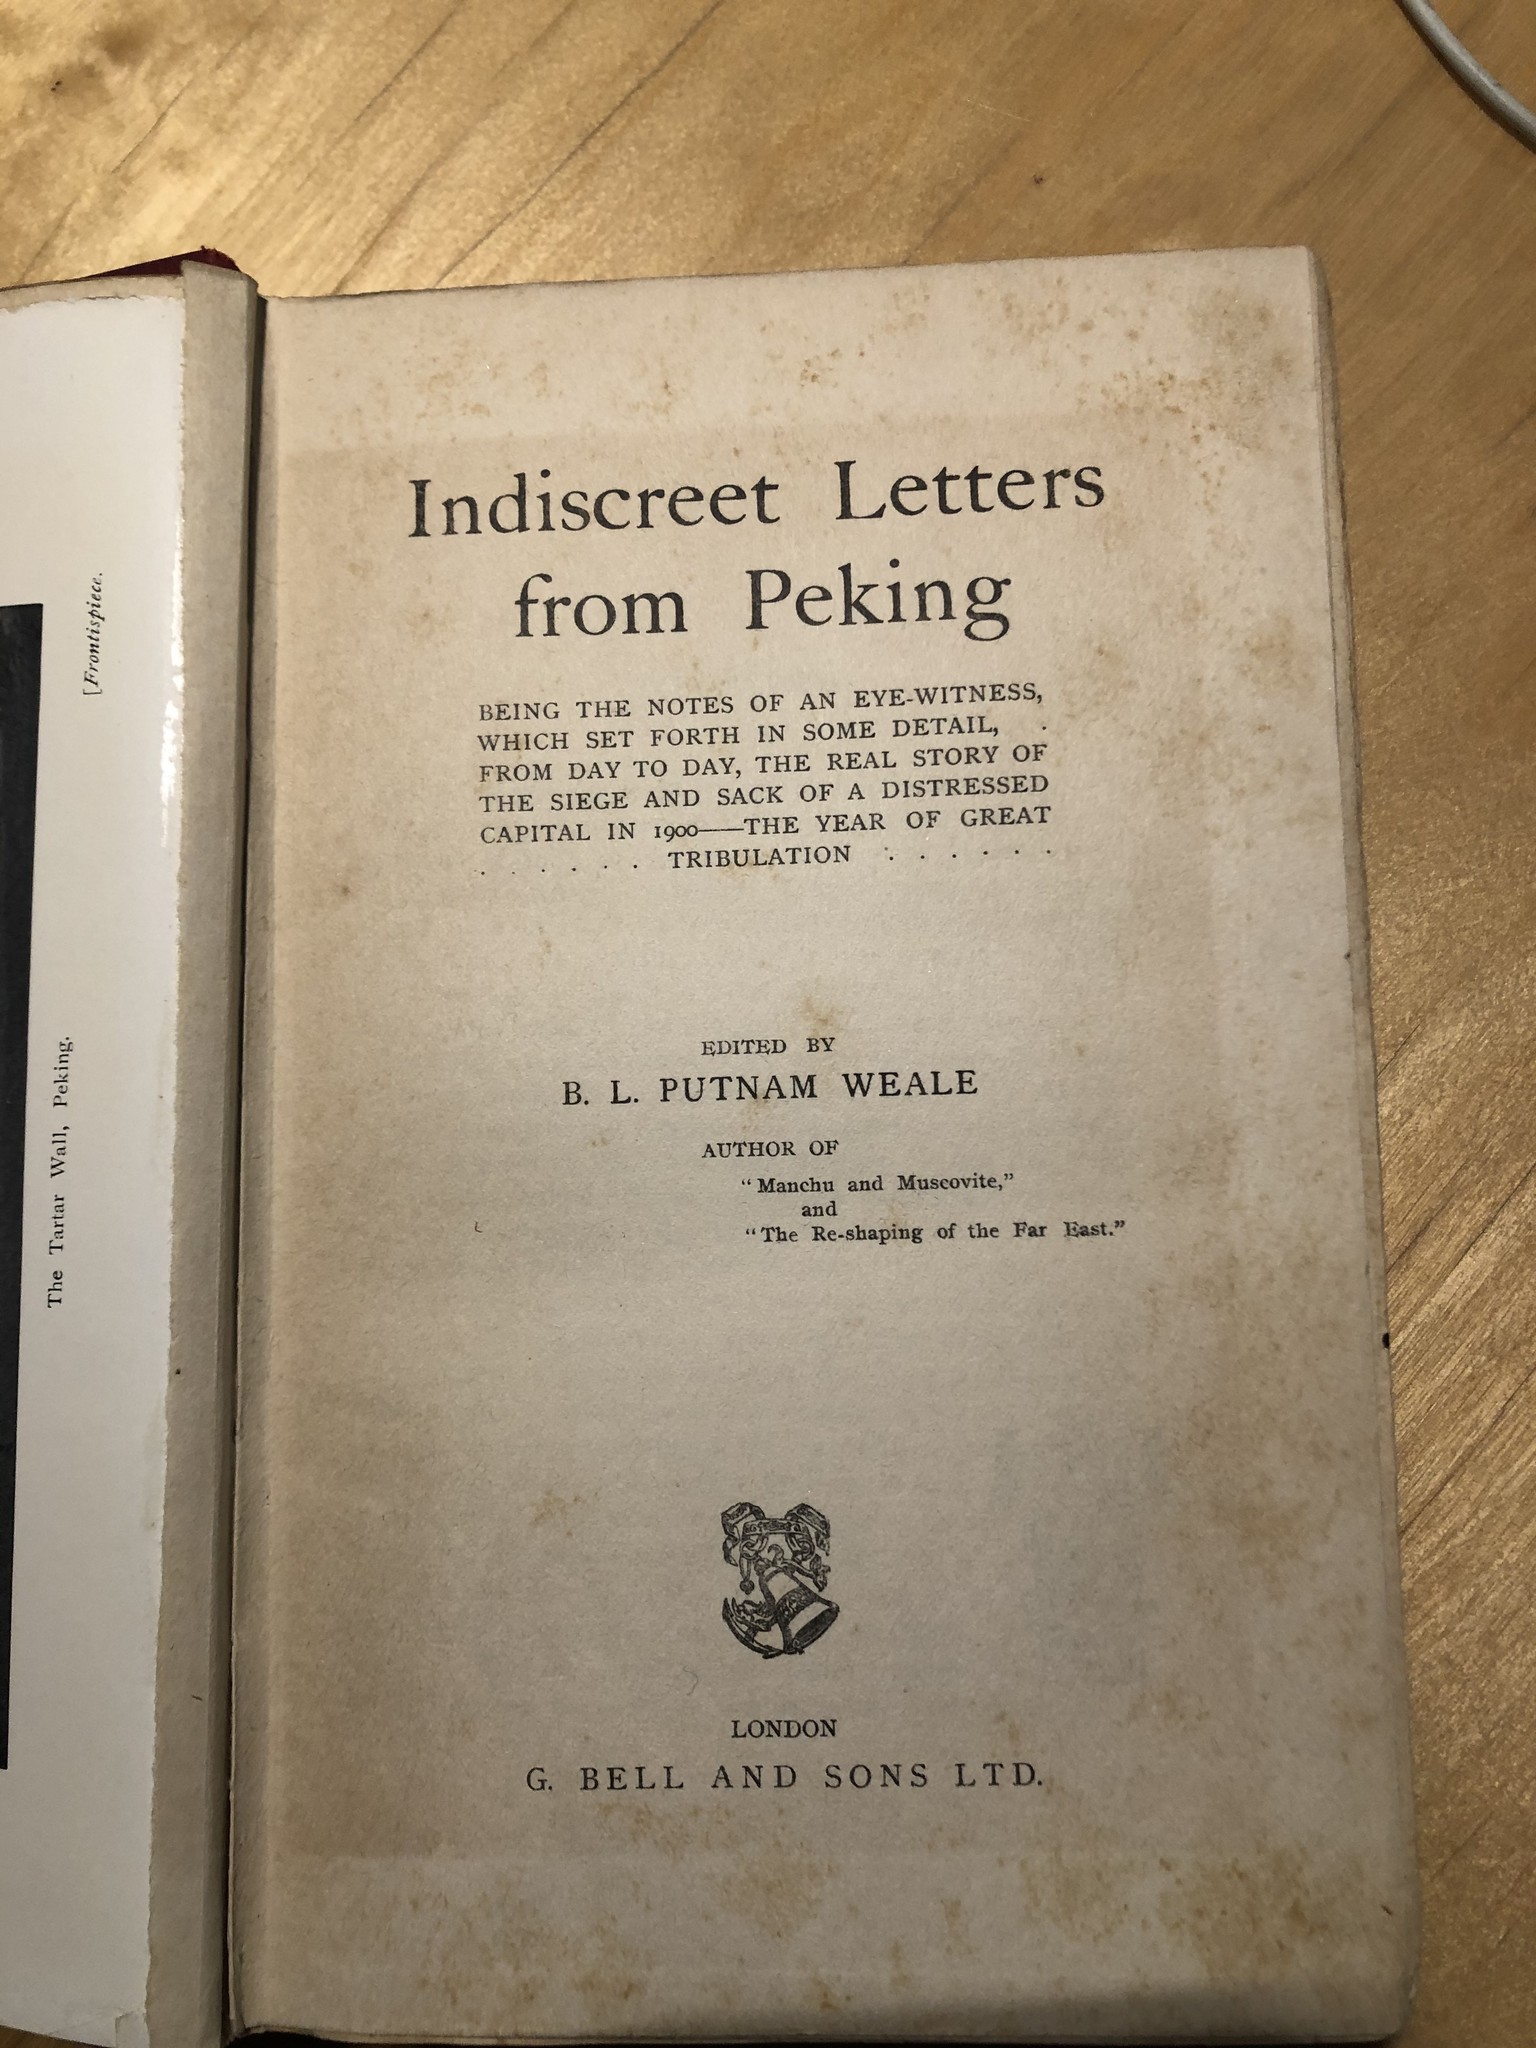 [Frontispiece.
The Tartar Wall, Peking.
Indiscreet Letters
from Peking
BEING THE NOTES OF AN EYE-WITNESS,
WHICH SET FORTH IN SOME DETAIL, .
FROM DAY TO DAY, THE REAL STORY OF
THE SIEGE AND SACK OF A DISTRESSED
CAPITAL IN 1900——THE YEAR OF GREAT
. . . . . . TRIBULATION . . . . . .
EDITED BY
B. L. PUTNAM WEALE
AUTHOR OF
“Manchu and Muscovite,”
and
“The Re-shaping of the Far East.”
LONDON
G. BELL AND SONS LTD.